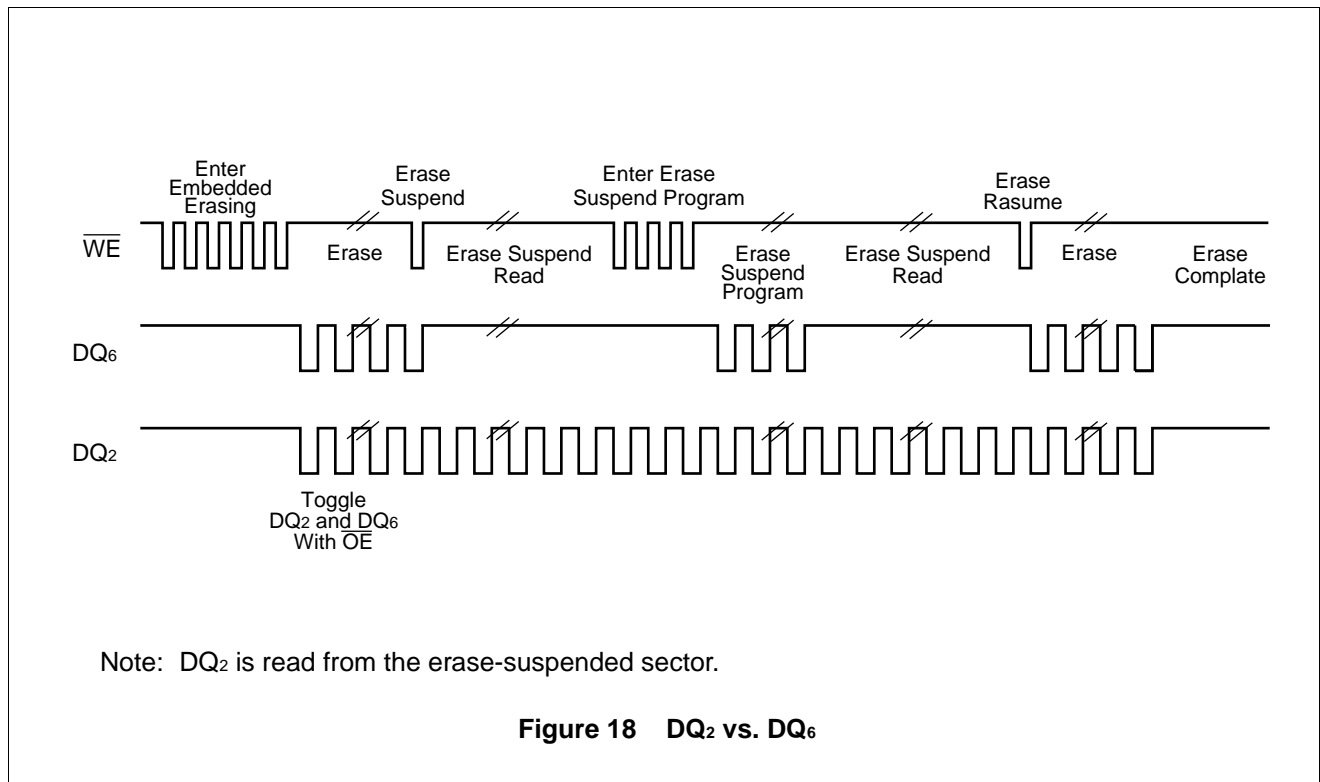 Enter
Embedded
Erasing
Erase
Suspend
Enter Erase
Suspend Program
Erase
Rasume
WE
Erase
Erase Suspend
Read
Erase
Suspend
Program
Erase Suspend
Read
Erase
Erase
Complate
DQ6
DQ2
Toggle
DQ2 and DQ6
With OE
Note: DQ2 is read from the erase-suspended sector.
Figure 18 DQ2 vs. DQ6